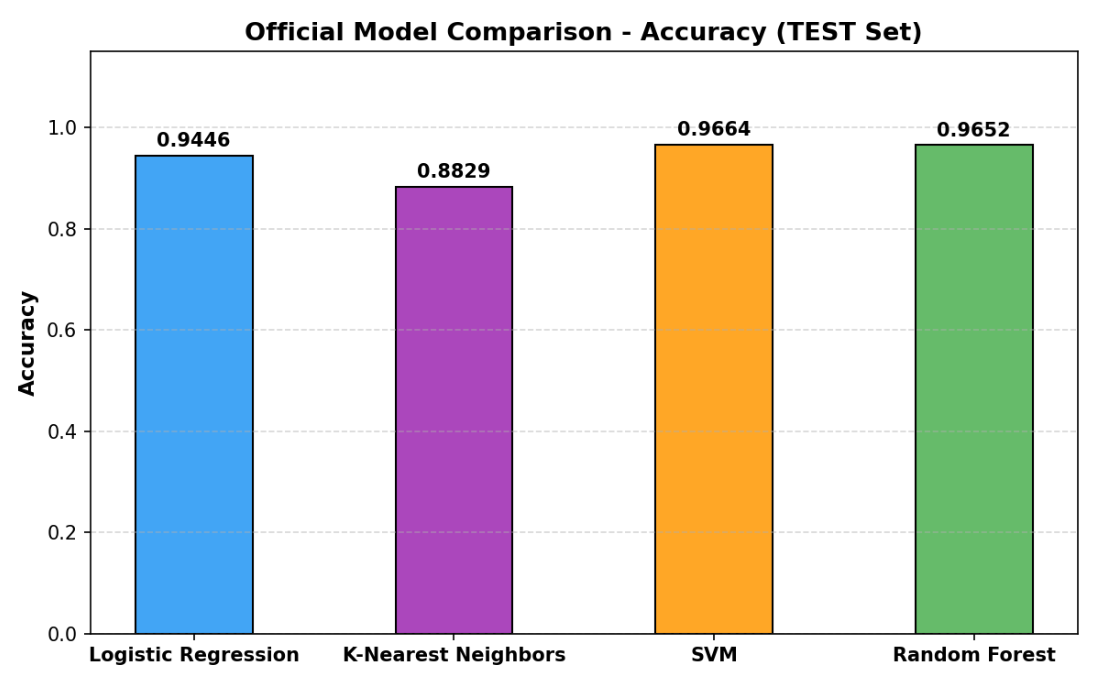 Official Model Comparison - Accuracy (TEST Set)
Accuracy
1.0
0.8
0.6
0.4
0.2
0.0
0.9446
0.8829
0.9664
0.9652
Logistic Regression
K-Nearest Neighbors
SVM
Random Forest